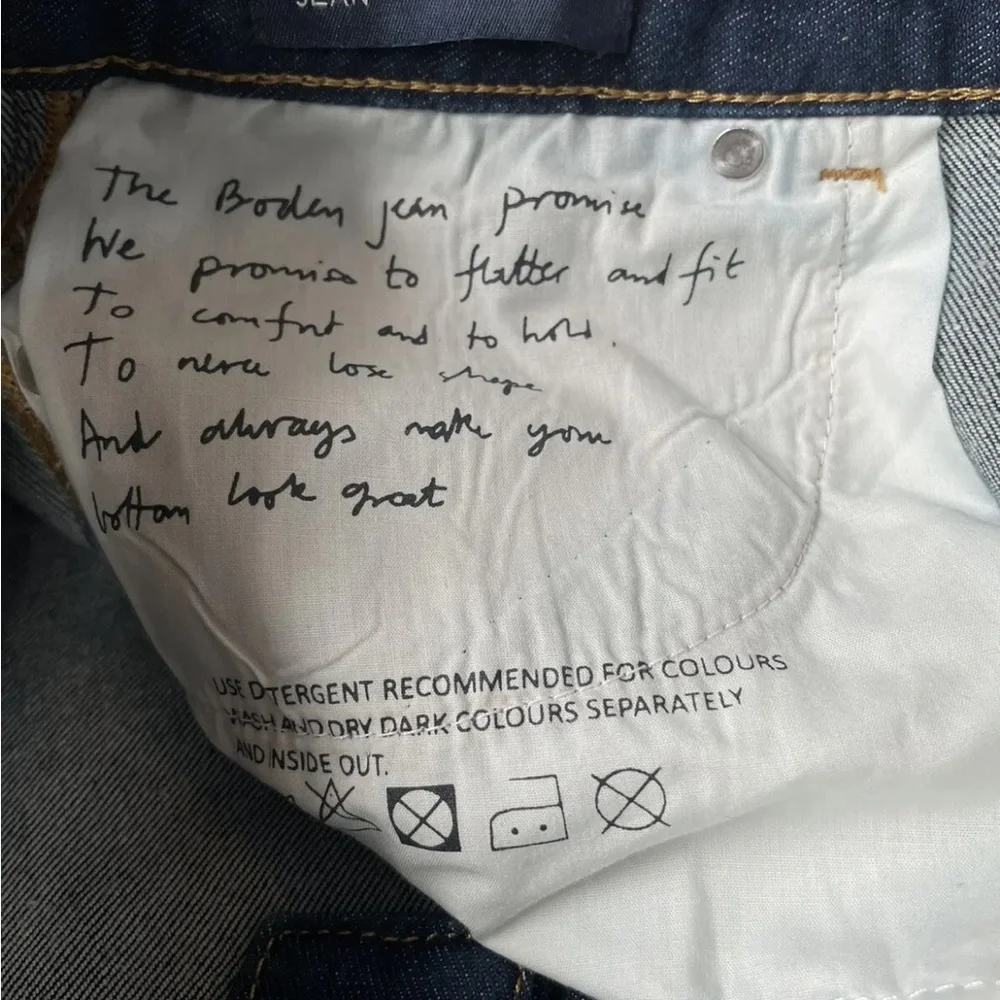 JEAN
The Boden jean promise
We promise to flatter and fit
To comfort and to hold.
To never lose shape
And always make your
bottom look great
USE DTERGENT RECOMMENDED FOR COLOURS
WASH AND DRY DARK COLOURS SEPARATELY
AND INSIDE OUT.